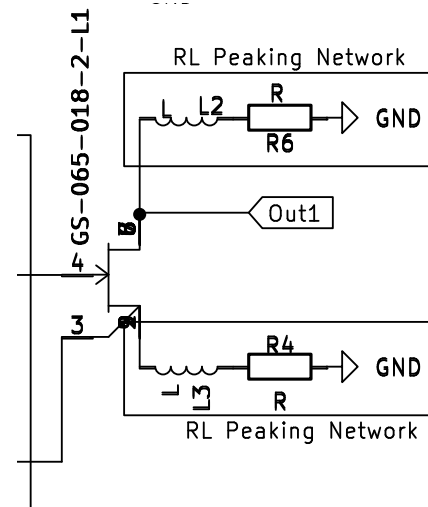 GS-065-018-2-L1
RL Peaking Network
L L2
R
R6
GND
Out1
4
3
R4
GND
L
L3
R
RL Peaking Network